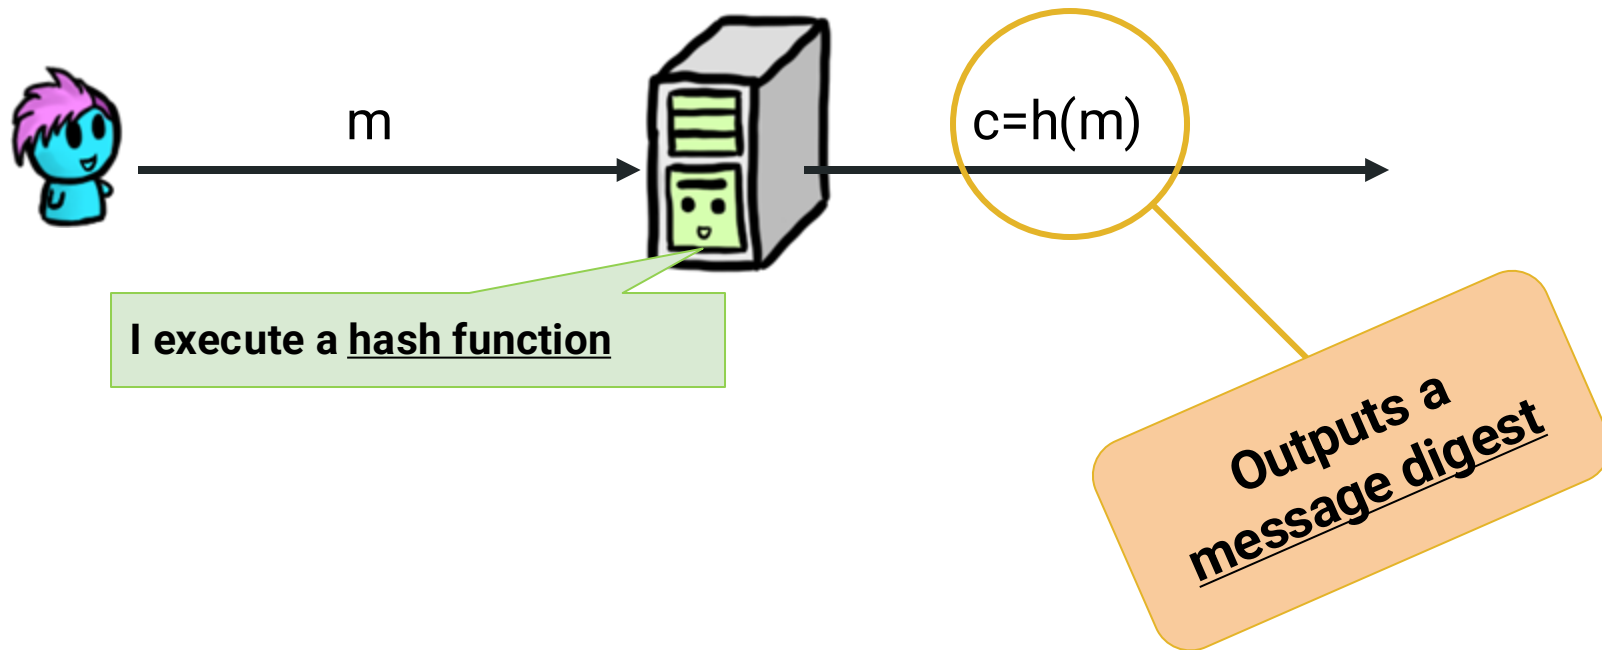 m
c=h(m)
I execute a hash function
Outputs a
message digest